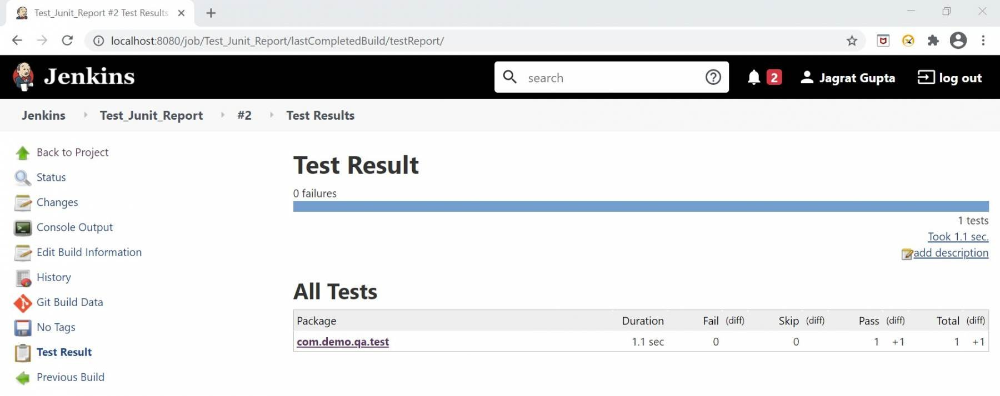 Test_Junit_Report #2 Test Results
localhost:8080/job/Test_Junit_Report/lastCompletedBuild/testReport/
Jenkins
search
2
Jagrat Gupta
log out
Jenkins Test_Junit_Report #2 Test Results
Back to Project
Status
Changes
Console Output
Edit Build Information
History
Git Build Data
No Tags
Test Result
Previous Build
Test Result
0 failures
1 tests
Took 1.1 sec.
add description
All Tests
Package Duration Fail (diff) Skip (diff) Pass (diff) Total (diff)
com.demo.qa.test 1.1 sec 0 0 1 +1 1 +1